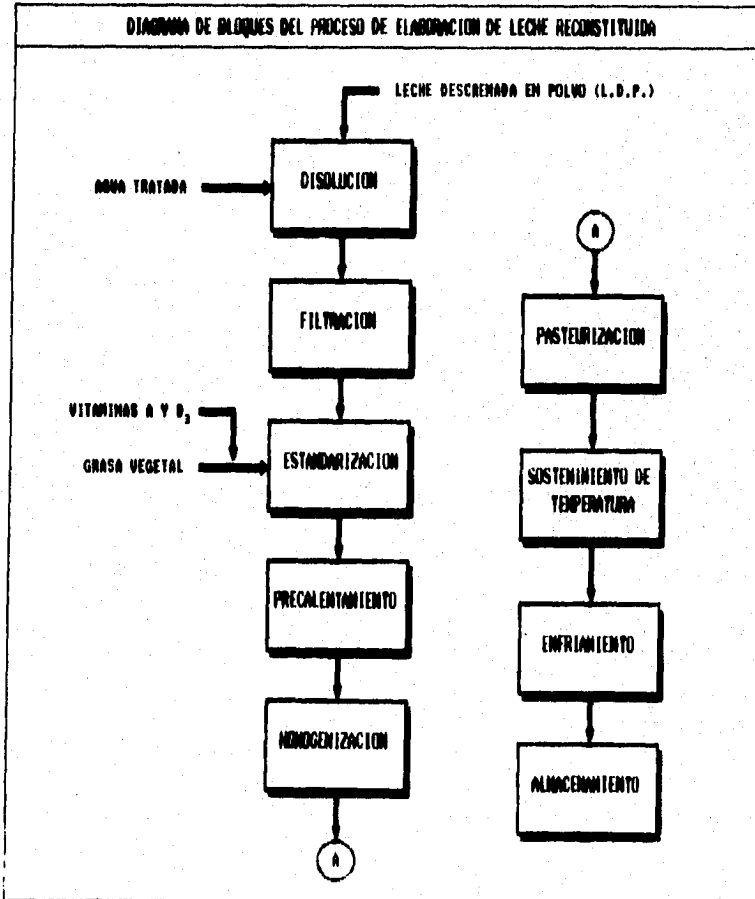 DIAGRAMA DE BLOQUES DEL PROCESO DE ELABORACION DE LECHE RECONSTITUIDA
LECHE DESCREMADA EN POLVO (L.D.P.)
AGUA TRATADA
DISOLUCION
FILTRACION
VITAMINAS A Y D3
GRASA VEGETAL
ESTANDARIZACION
PRECALENTAMIENTO
HOMOGENIZACION
A
A
PASTEURIZACION
SOSTENIMIENTO DE
TEMPERATURA
ENFRIAMIENTO
ALMACENAMIENTO